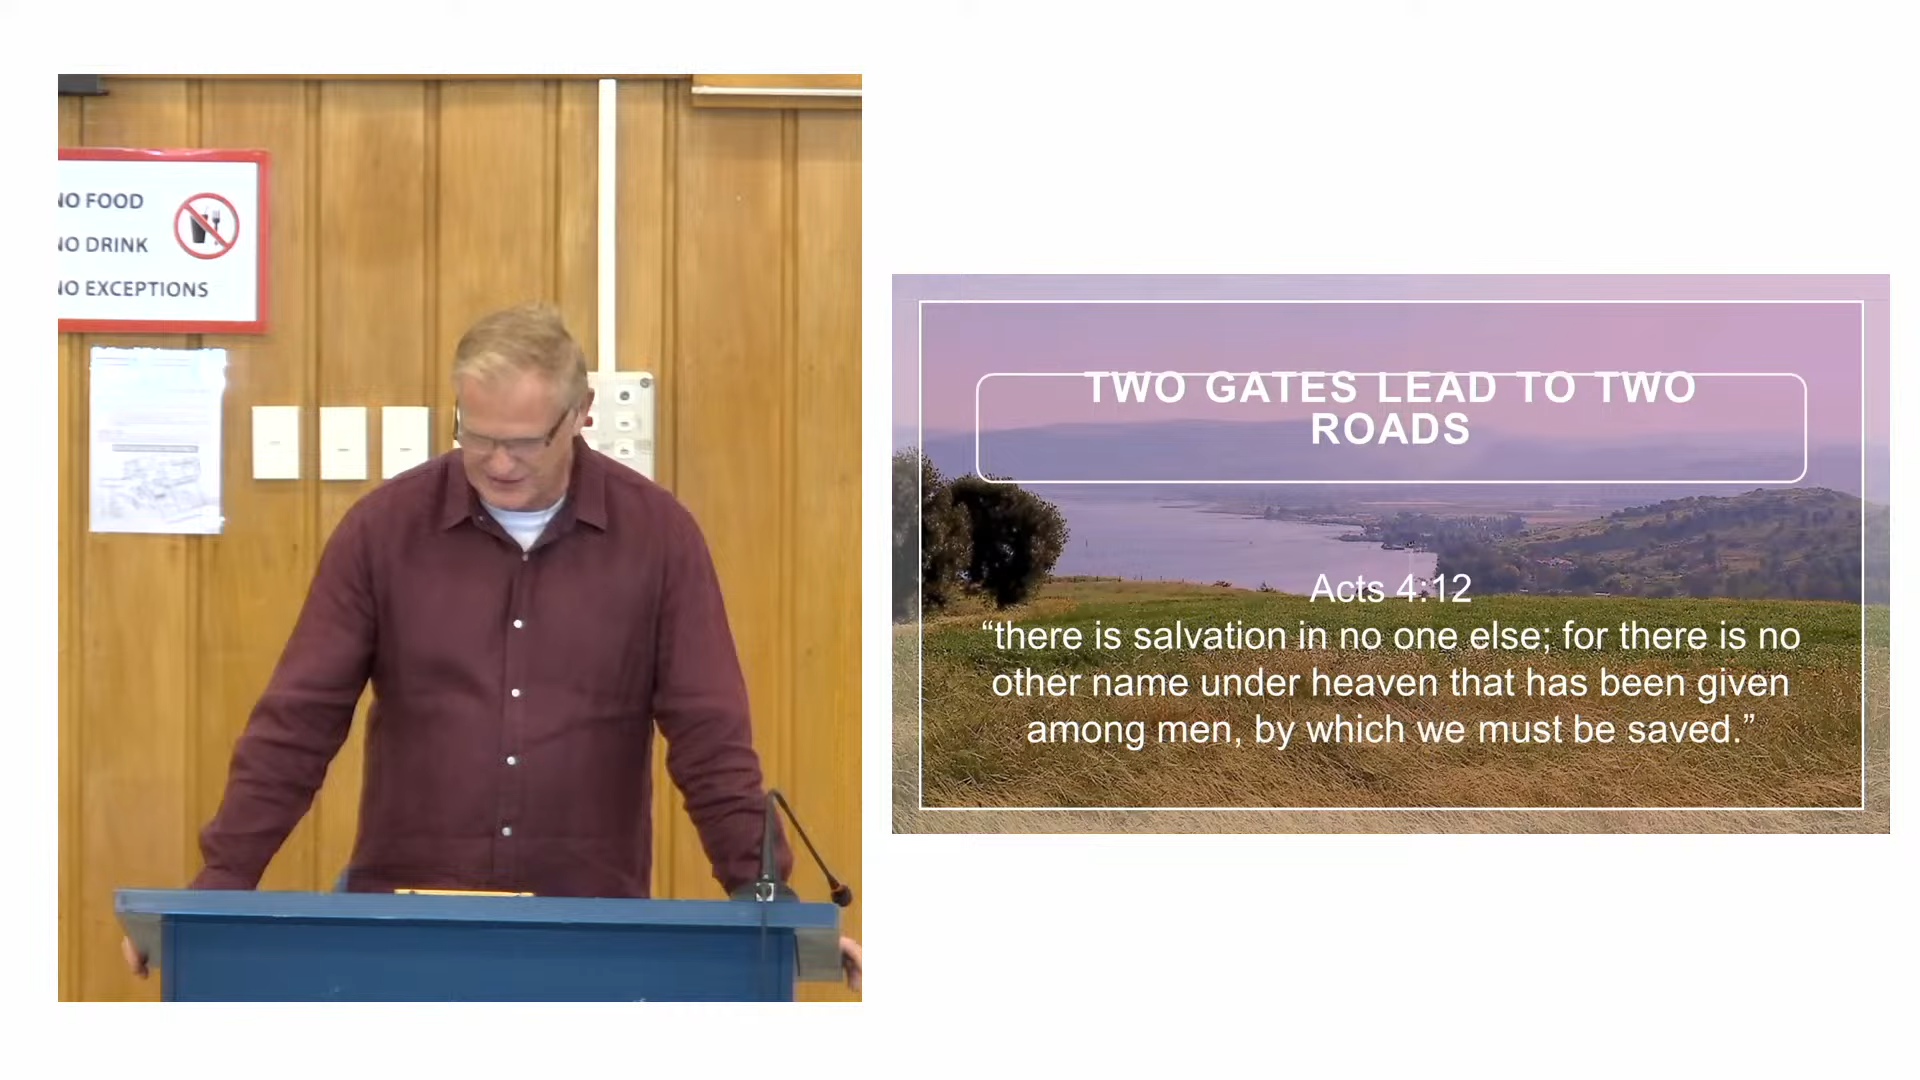 NO FOOD
NO DRINK
NO EXCEPTIONS
TWO GATES LEAD TO TWO
ROADS
Acts 4:12
“there is salvation in no one else; for there is no
other name under heaven that has been given
among men, by which we must be saved.”